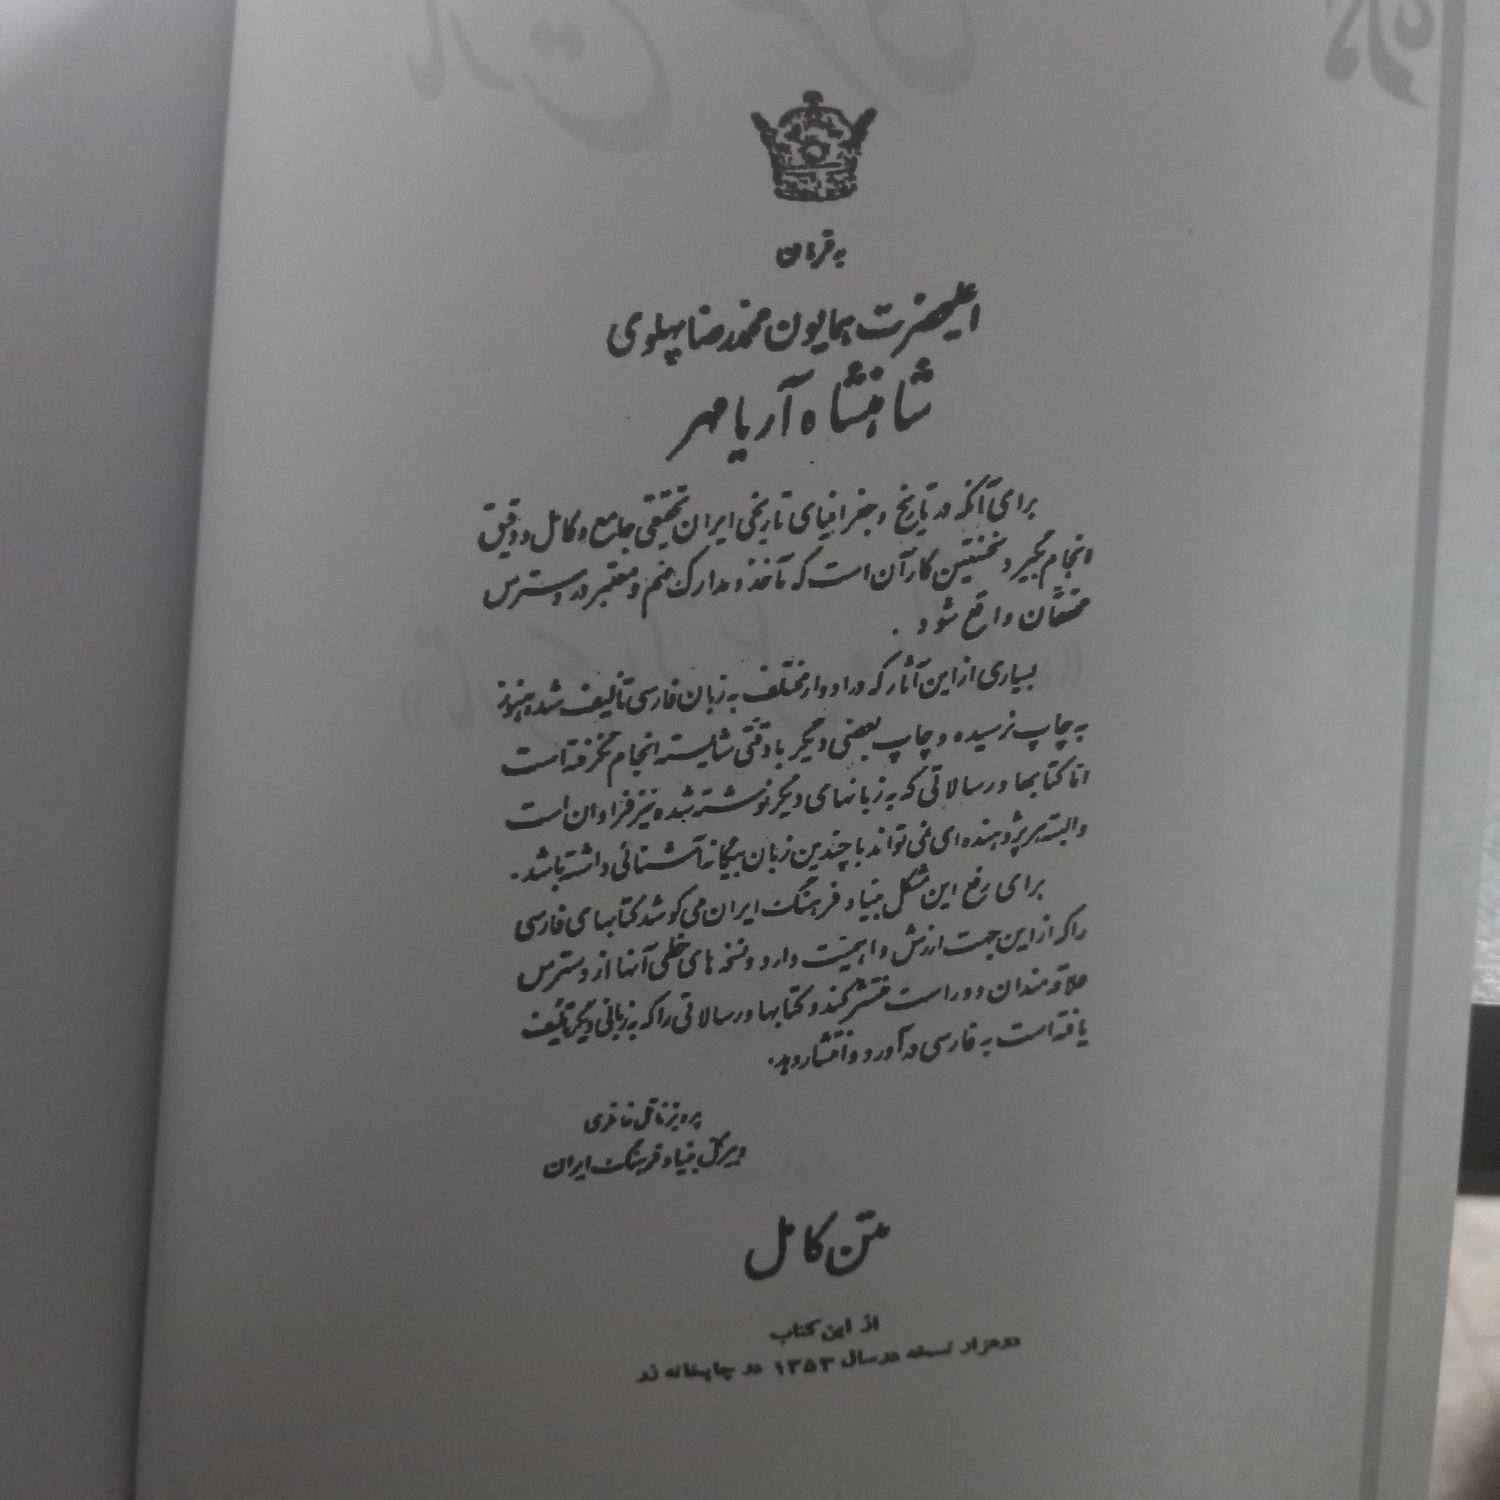 به فرمان
اعلیحضرت همایون محمدرضا پهلوی
شاهنشاه آریامهر
برای آنکه در تاریخ و جغرافیای تاریخی ایران تحقیقی جامع و کامل و دقیق
انجام گیرد نخستین کار آن است که مآخذ و مدارک مهم و معتبر در دسترس
محققان واقع شود .
بسیاری از این آثار که در ادوار مختلف به زبان فارسی تألیف شده هنوز
به چاپ نرسیده و چاپ بعضی دیگر با دقتی شایسته انجام نگرفته است
اما کتابها و رسالاتی که به زبانهای دیگر نوشته شده نیز فراوان است
و البته هر پژوهنده ای نمی تواند با چندین زبان بیگانه آشنائی داشته باشد .
برای رفع این مشکل بنیاد فرهنگ ایران می کوشد کتابهای فارسی
را که از این جهت ارزش و اهمیت دارد و نسخه های خطی آنها از دسترس
علاقه مندان دور است منتشر کند و کتابها و رسالاتی را که به زبانی دیگر تألیف
یافته است به فارسی درآورد و انتشار دهد .
پرویز ناتل خانلری
دبیرکل بنیاد فرهنگ ایران
متن کامل
از این کتاب
دوهزار نسخه در سال ۱۳۵۳ در چاپخانه زر